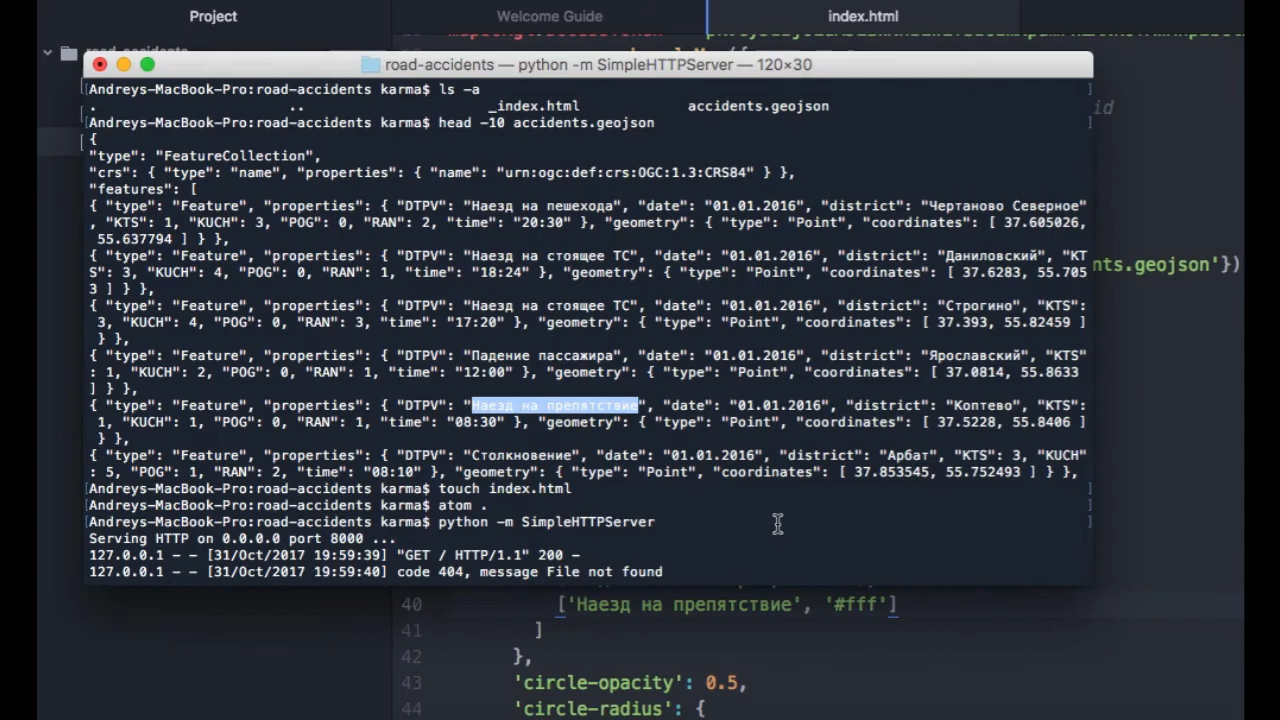 Project
Welcome Guide
index.html
road-accidents — python -m SimpleHTTPServer — 120×30
[Andreys-MacBook-Pro:road-accidents karma$ ls -a ]
. .. _index.html accidents.geojson
[Andreys-MacBook-Pro:road-accidents karma$ head -10 accidents.geojson ]
{
"type": "FeatureCollection",
"crs": { "type": "name", "properties": { "name": "urn:ogc:def:crs:OGC:1.3:CRS84" } },
"features": [
{ "type": "Feature", "properties": { "DTPV": "Наезд на пешехода", "date": "01.01.2016", "district": "Чертаново Северное"
, "KTS": 1, "KUCH": 3, "POG": 0, "RAN": 2, "time": "20:30" }, "geometry": { "type": "Point", "coordinates": [ 37.605026,
55.637794 ] } },
{ "type": "Feature", "properties": { "DTPV": "Наезд на стоящее ТС", "date": "01.01.2016", "district": "Даниловский", "KT
S": 3, "KUCH": 4, "POG": 0, "RAN": 1, "time": "18:24" }, "geometry": { "type": "Point", "coordinates": [ 37.6283, 55.705
3 ] } },
{ "type": "Feature", "properties": { "DTPV": "Наезд на стоящее ТС", "date": "01.01.2016", "district": "Строгино", "KTS":
3, "KUCH": 4, "POG": 0, "RAN": 3, "time": "17:20" }, "geometry": { "type": "Point", "coordinates": [ 37.393, 55.82459 ]
} },
{ "type": "Feature", "properties": { "DTPV": "Падение пассажира", "date": "01.01.2016", "district": "Ярославский", "KTS"
: 1, "KUCH": 2, "POG": 0, "RAN": 1, "time": "12:00" }, "geometry": { "type": "Point", "coordinates": [ 37.0814, 55.8633
] } },
{ "type": "Feature", "properties": { "DTPV": "Наезд на препятствие", "date": "01.01.2016", "district": "Коптево", "KTS":
1, "KUCH": 1, "POG": 0, "RAN": 1, "time": "08:30" }, "geometry": { "type": "Point", "coordinates": [ 37.5228, 55.8406 ]
} },
{ "type": "Feature", "properties": { "DTPV": "Столкновение", "date": "01.01.2016", "district": "Арбат", "KTS": 3, "KUCH"
: 5, "POG": 1, "RAN": 2, "time": "08:10" }, "geometry": { "type": "Point", "coordinates": [ 37.853545, 55.752493 ] } },
[Andreys-MacBook-Pro:road-accidents karma$ touch index.html ]
[Andreys-MacBook-Pro:road-accidents karma$ atom . ]
[Andreys-MacBook-Pro:road-accidents karma$ python -m SimpleHTTPServer ]
Serving HTTP on 0.0.0.0 port 8000 ...
127.0.0.1 - - [31/Oct/2017 19:59:39] "GET / HTTP/1.1" 200 -
127.0.0.1 - - [31/Oct/2017 19:59:40] code 404, message File not found
id
nts.geojson'})
40 ['Наезд на препятствие', '#fff']
41 ]
42 },
43 'circle-opacity': 0.5,
44 'circle-radius': {